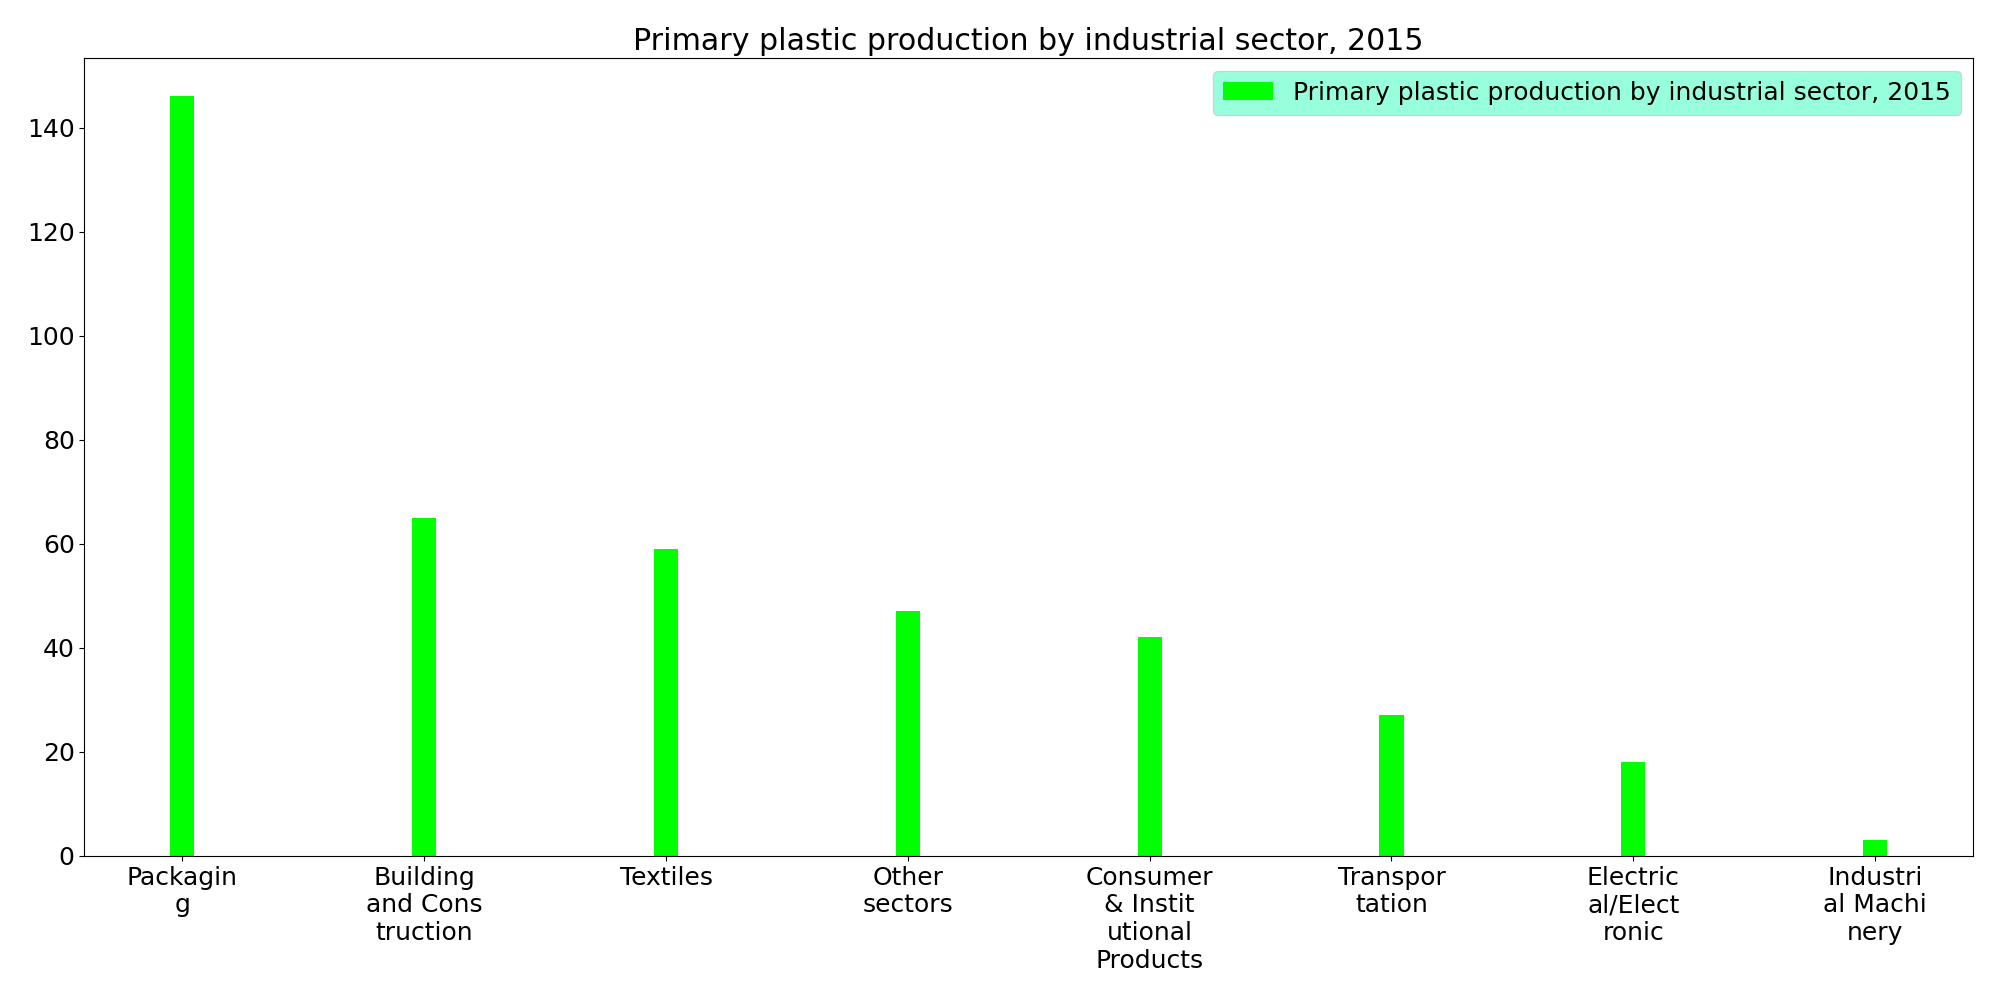 Primary plastic production by industrial sector, 2015
Primary plastic production by industrial sector, 2015
140
120
100
80
60
40
20
0
Packagin
g
Building
and Cons
truction
Textiles
Other
sectors
Consumer
& Instit
utional
Products
Transpor
tation
Electric
al/Elect
ronic
Industri
al Machi
nery